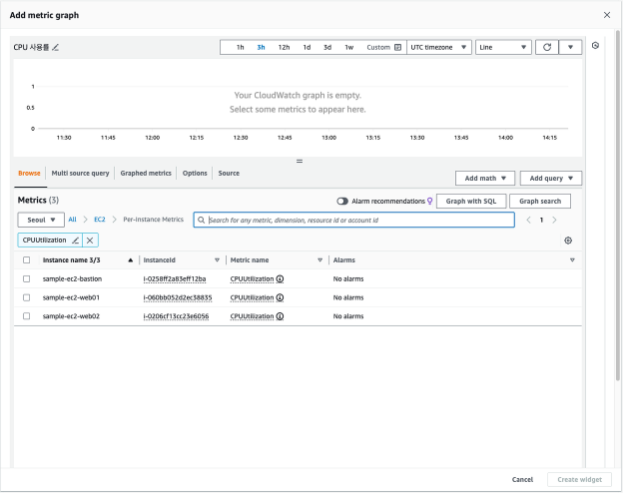 Add metric graph
CPU 사용률
1h 3h 12h 1d 3d 1w Custom UTC timezone Line
1
0.5
0
Your CloudWatch graph is empty.
Select some metrics to appear here.
11:30 11:45 12:00 12:15 12:30 12:45 13:00 13:15 13:30 13:45 14:00 14:15
Browse Multi source query Graphed metrics Options Source
Add math Add query
Metrics (3)
Alarm recommendations Graph with SQL Graph search
Seoul All EC2 Per-Instance Metrics Search for any metric, dimension, resource id or account id 1
CPUUtilization
Instance name 3/3 InstanceId Metric name Alarms
sample-ec2-bastion i-0258ff2a83eff12ba CPUUtilization No alarms
sample-ec2-web01 i-060bb052d2ec38835 CPUUtilization No alarms
sample-ec2-web02 i-0206cf13cc23e6056 CPUUtilization No alarms
Cancel Create widget